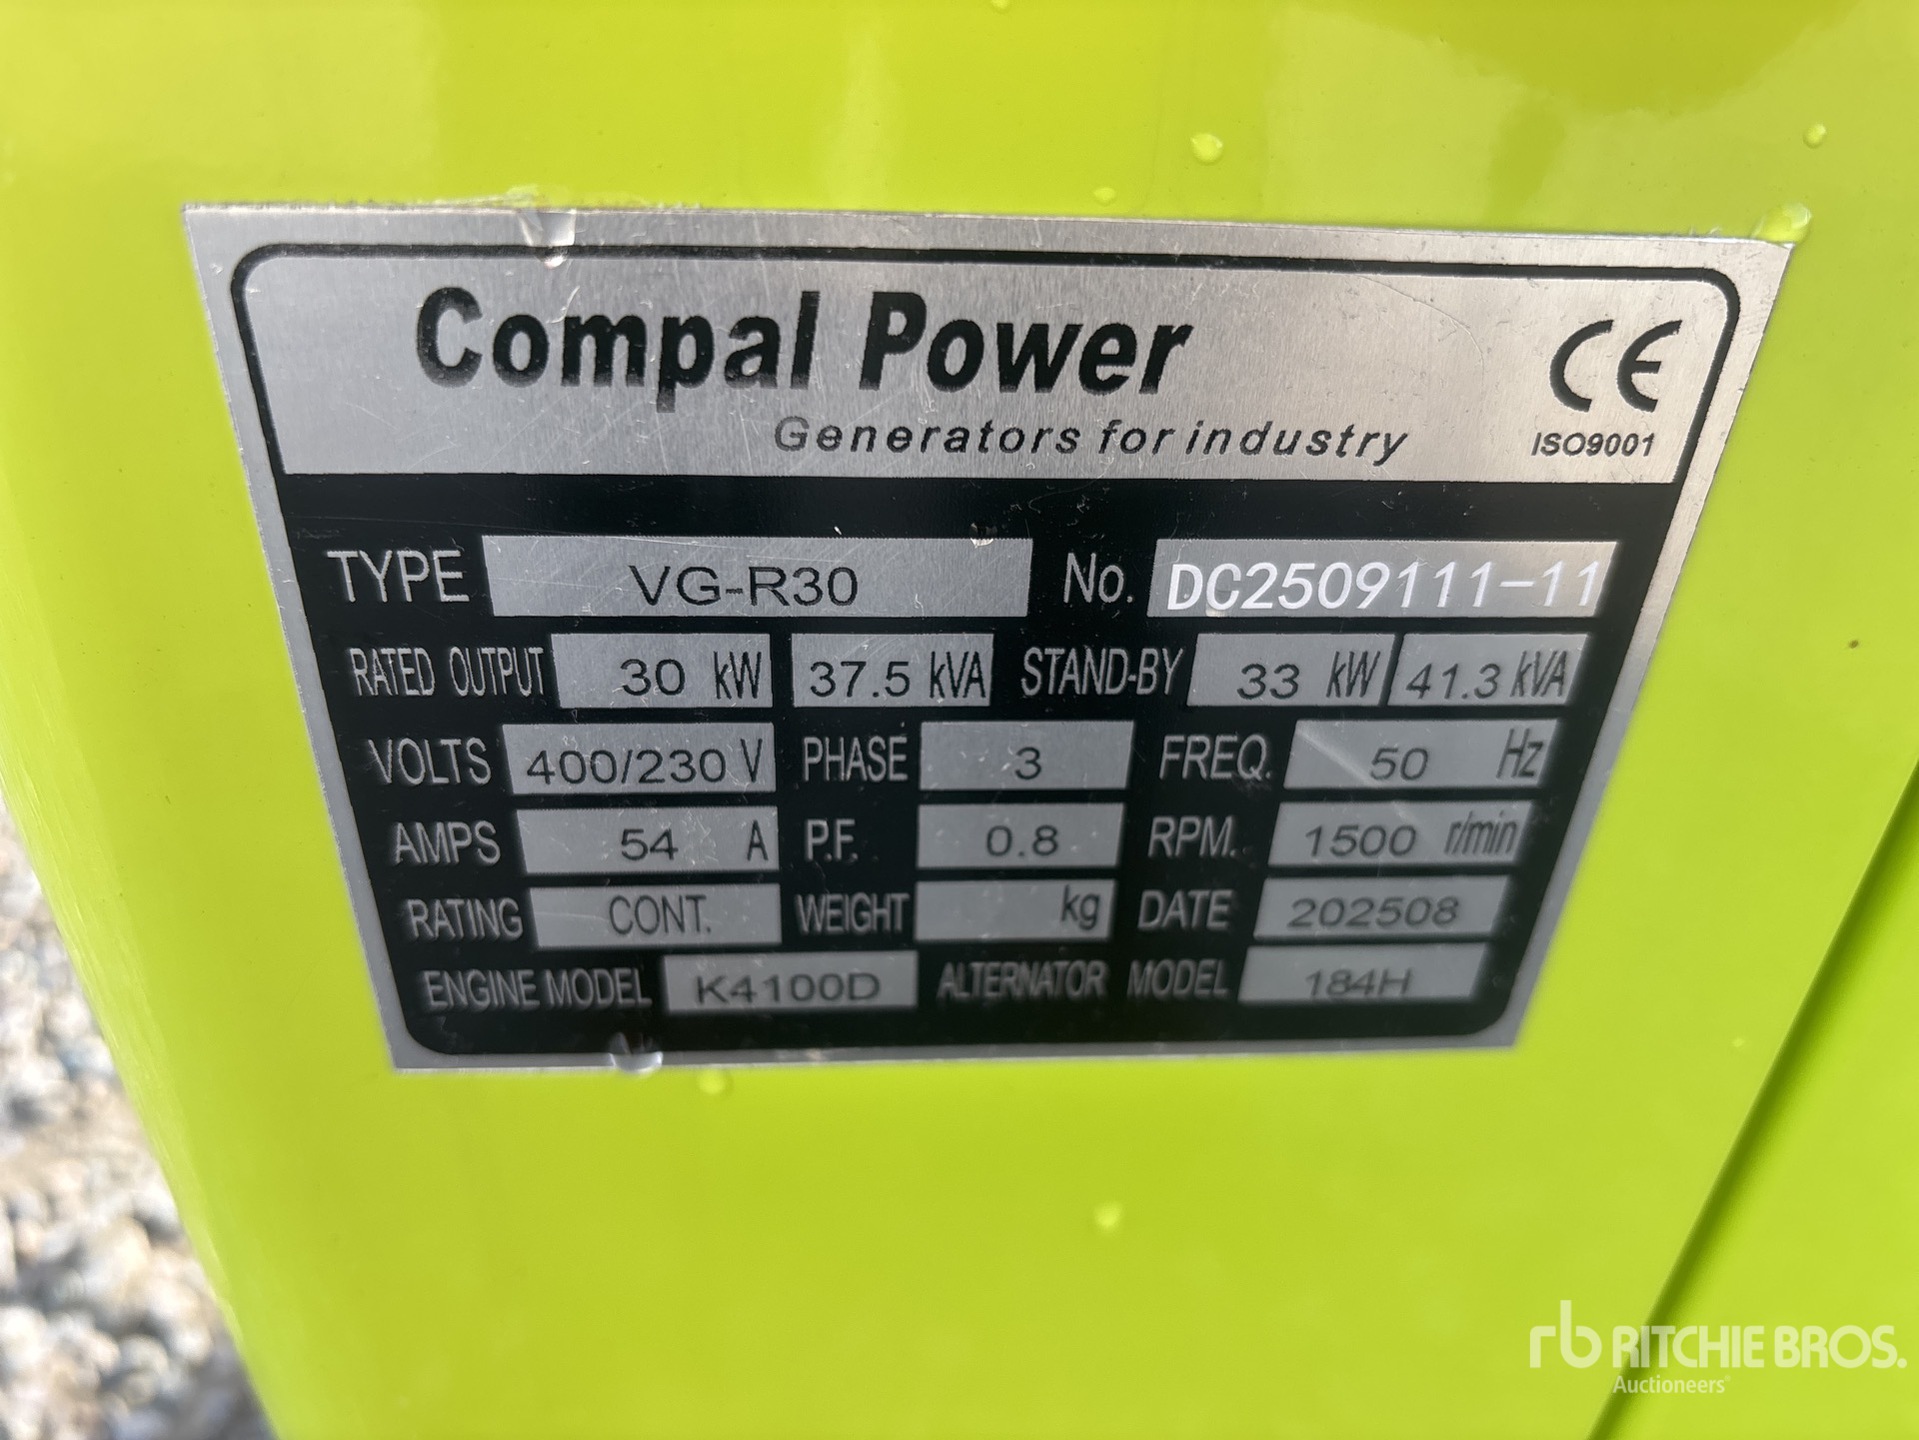 Compal Power
Generators for industry
CE
ISO9001
TYPE VG-R30 No. DC2509111-11
RATED OUTPUT 30 kW 37.5 kVA STAND-BY 33 kW 41.3 kVA
VOLTS 400/230 V PHASE 3 FREQ. 50 Hz
AMPS 54 A P.F. 0.8 RPM. 1500 r/min
RATING CONT. WEIGHT kg DATE 202508
ENGINE MODEL K4100D ALTERNATOR MODEL 184H
rb RITCHIE BROS.
Auctioneers